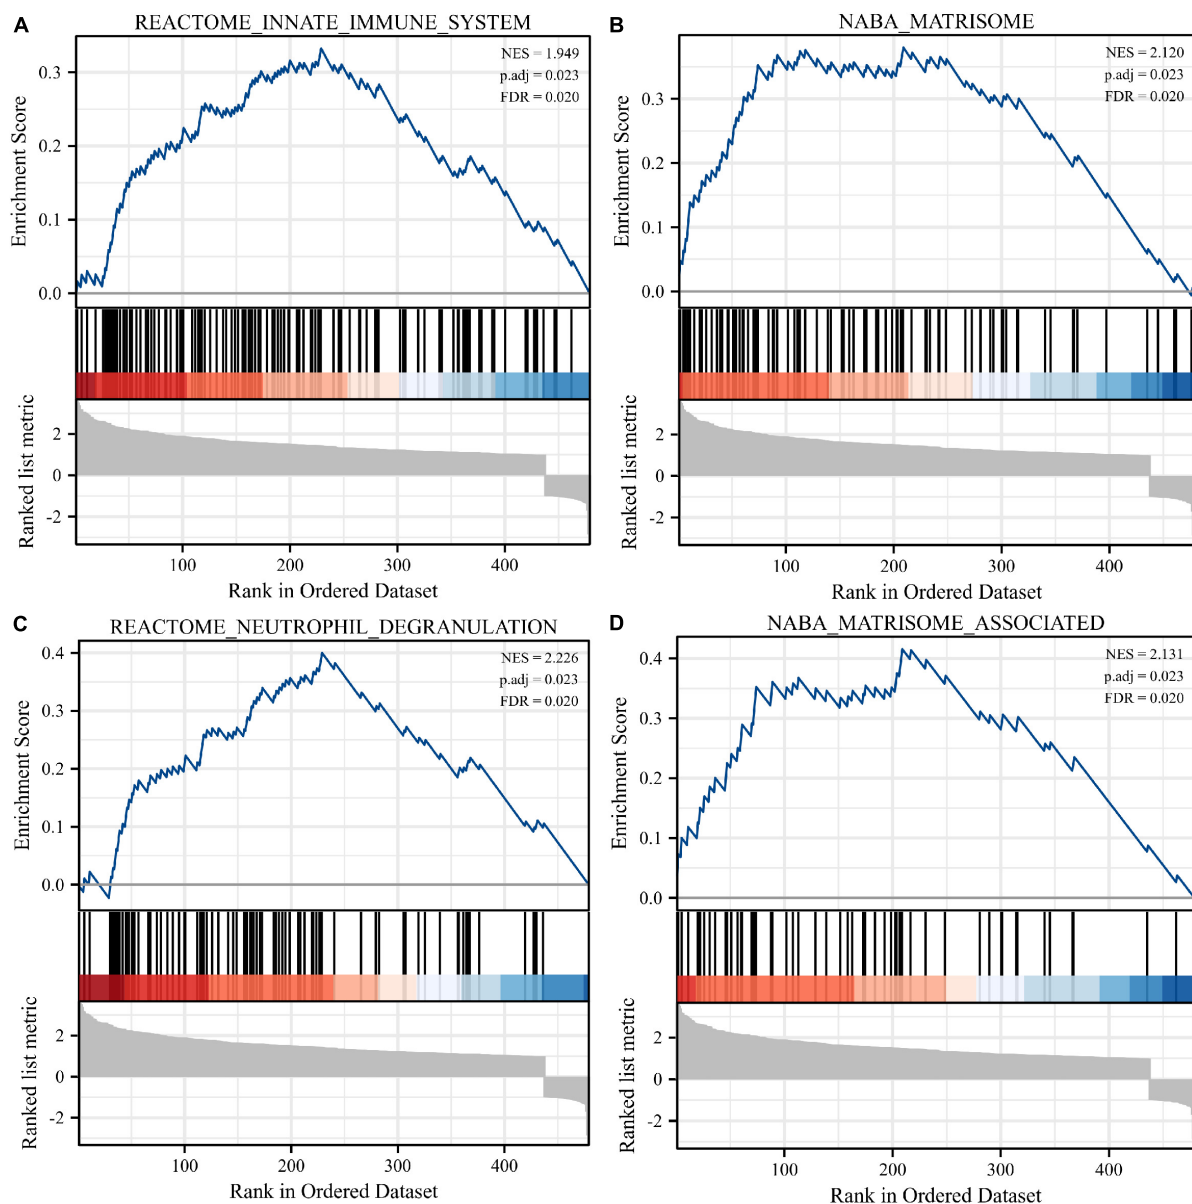 A
REACTOME_INNATE_IMMUNE_SYSTEM
NES = 1.949
p.adj = 0.023
FDR = 0.020
Enrichment Score
0.3
0.2
0.1
0.0
Ranked list metric
2
0
-2
100 200 300 400
Rank in Ordered Dataset
B
NABA_MATRISOME
NES = 2.120
p.adj = 0.023
FDR = 0.020
Enrichment Score
0.3
0.2
0.1
0.0
Ranked list metric
2
0
-2
100 200 300 400
Rank in Ordered Dataset
C
REACTOME_NEUTROPHIL_DEGRANULATION
NES = 2.226
p.adj = 0.023
FDR = 0.020
Enrichment Score
0.4
0.3
0.2
0.1
0.0
Ranked list metric
2
0
-2
100 200 300 400
Rank in Ordered Dataset
D
NABA_MATRISOME_ASSOCIATED
NES = 2.131
p.adj = 0.023
FDR = 0.020
Enrichment Score
0.4
0.3
0.2
0.1
0.0
Ranked list metric
2
0
-2
100 200 300 400
Rank in Ordered Dataset